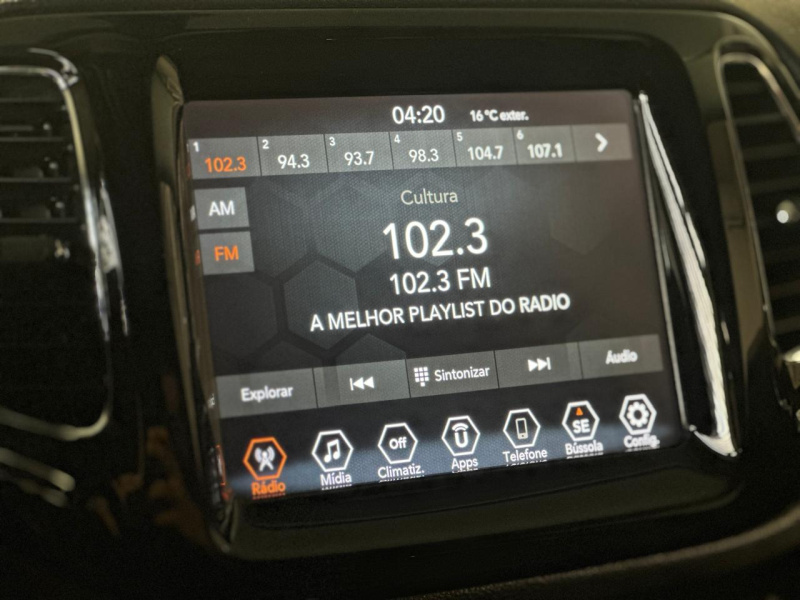 04:20 16 °C exter.
1 102.3 2 94.3 3 93.7 4 98.3 5 104.7 6 107.1
AM
Cultura
102.3
FM
102.3 FM
A MELHOR PLAYLIST DO RADIO
Explorar Sintonizar Áudio
Off SE
Rádio Mídia Climatiz. Apps Telefone Bússola Config.